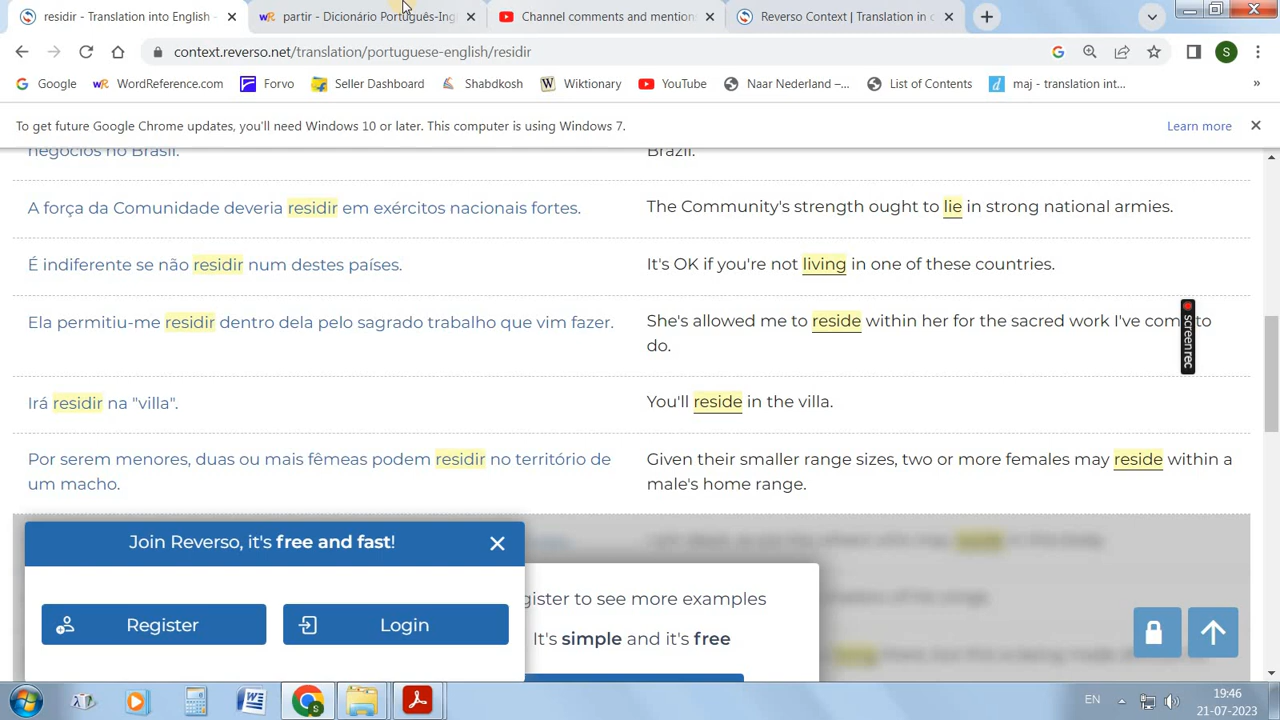 residir - Translation into English -
partir - Dicionário Português-Ing
comments and mention
Reverso Context | Translation in c
context.reverso.net/translation/portuguese-english/residir
S
Google
WordReference.com
Forvo
Seller Dashboard
Shabdkosh
Wiktionary
YouTube
Naar Nederland –...
List of Contents
maj - translation int...
»
To get future Google Chrome updates, you'll need Windows 10 or later. This computer is using Windows 7.
Learn more
negócios no Brasil.
Brazil.
A força da Comunidade deveria residir em exércitos nacionais fortes.
The Community's strength ought to lie in strong national armies.
É indiferente se não residir num destes países.
It's OK if you're not living in one of these countries.
Ela permitiu-me residir dentro dela pelo sagrado trabalho que vim fazer.
She's allowed me to reside within her for the sacred work I've come to
do.
screenrec
Irá residir na "villa".
You'll reside in the villa.
Por serem menores, duas ou mais fêmeas podem residir no território de
um macho.
Given their smaller range sizes, two or more females may reside within a
male's home range.
Join Reverso, it's free and fast!
Register
Login
gister to see more examples
It's simple and it's free
EN
19:46
21-07-2023